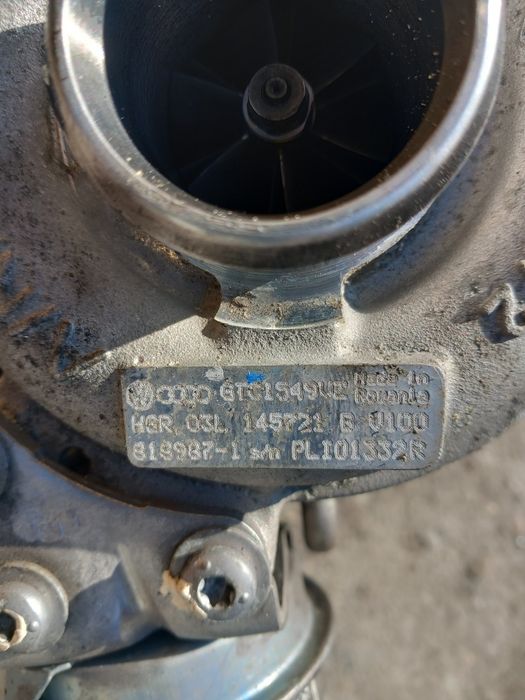 GTC1549VZ Made in Romania
HGR. 03L 145721 E V100
818987-1 s/n PLI01332R